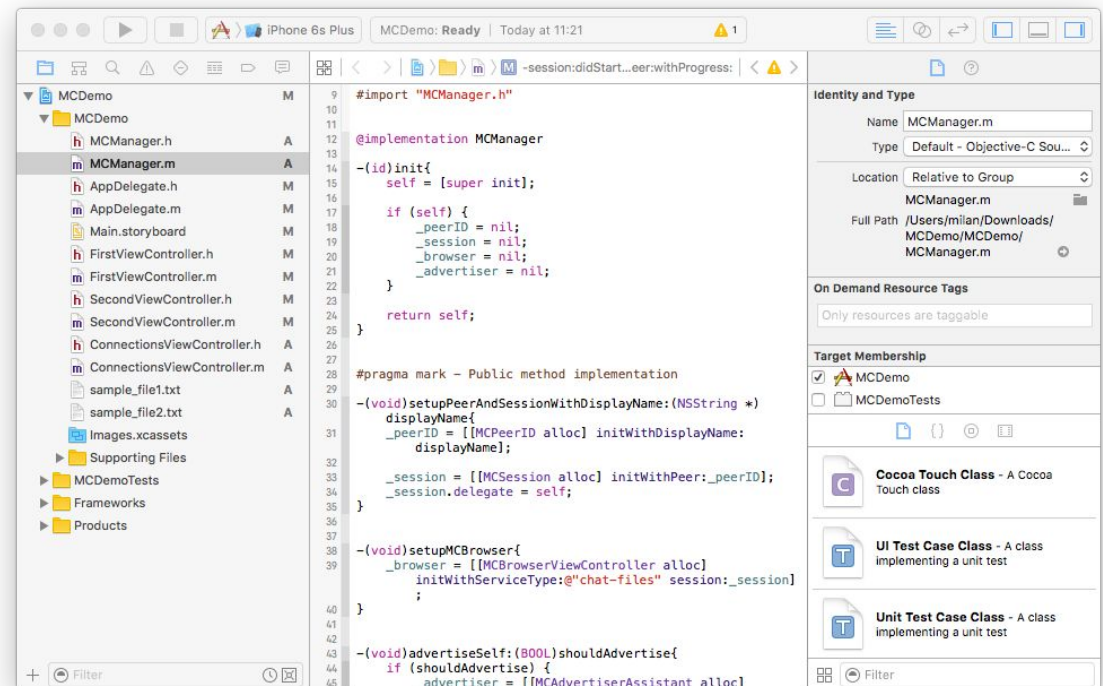 iPhone 6s Plus
MCDemo: Ready | Today at 11:21
1
-session:didStart...eer:withProgress:
MCDemo M
MCDemo
MCManager.h A
MCManager.m A
AppDelegate.h M
AppDelegate.m M
Main.storyboard M
FirstViewController.h M
FirstViewController.m M
SecondViewController.h M
SecondViewController.m M
ConnectionsViewController.h A
ConnectionsViewController.m A
sample_file1.txt A
sample_file2.txt A
Images.xcassets
Supporting Files
MCDemoTests
Frameworks
Products
Filter
9 #import "MCManager.h"
10
11
12 @implementation MCManager
13
14 -(id)init{
15 self = [super init];
16
17 if (self) {
18 _peerID = nil;
19 _session = nil;
20 _browser = nil;
21 _advertiser = nil;
22 }
23
24 return self;
25 }
26
27
28 #pragma mark - Public method implementation
29
30 -(void)setupPeerAndSessionWithDisplayName:(NSString *)
displayName{
31 _peerID = [[MCPeerID alloc] initWithDisplayName:
displayName];
32
33 _session = [[MCSession alloc] initWithPeer:_peerID];
34 _session.delegate = self;
35 }
36
37
38 -(void)setupMCBrowser{
39 _browser = [[MCBrowserViewController alloc]
initWithServiceType:@"chat-files" session:_session]
;
40 }
41
42
43 -(void)advertiseSelf:(BOOL)shouldAdvertise{
44 if (shouldAdvertise) {
45 _advertiser = [[MCAdvertiserAssistant alloc]
Identity and Type
Name MCManager.m
Type Default - Objective-C Sou...
Location Relative to Group
MCManager.m
Full Path /Users/milan/Downloads/
MCDemo/MCDemo/
MCManager.m
On Demand Resource Tags
Only resources are taggable
Target Membership
MCDemo
MCDemoTests
C
Cocoa Touch Class - A Cocoa
Touch class
T
UI Test Case Class - A class
implementing a unit test
T
Unit Test Case Class - A class
implementing a unit test
Filter